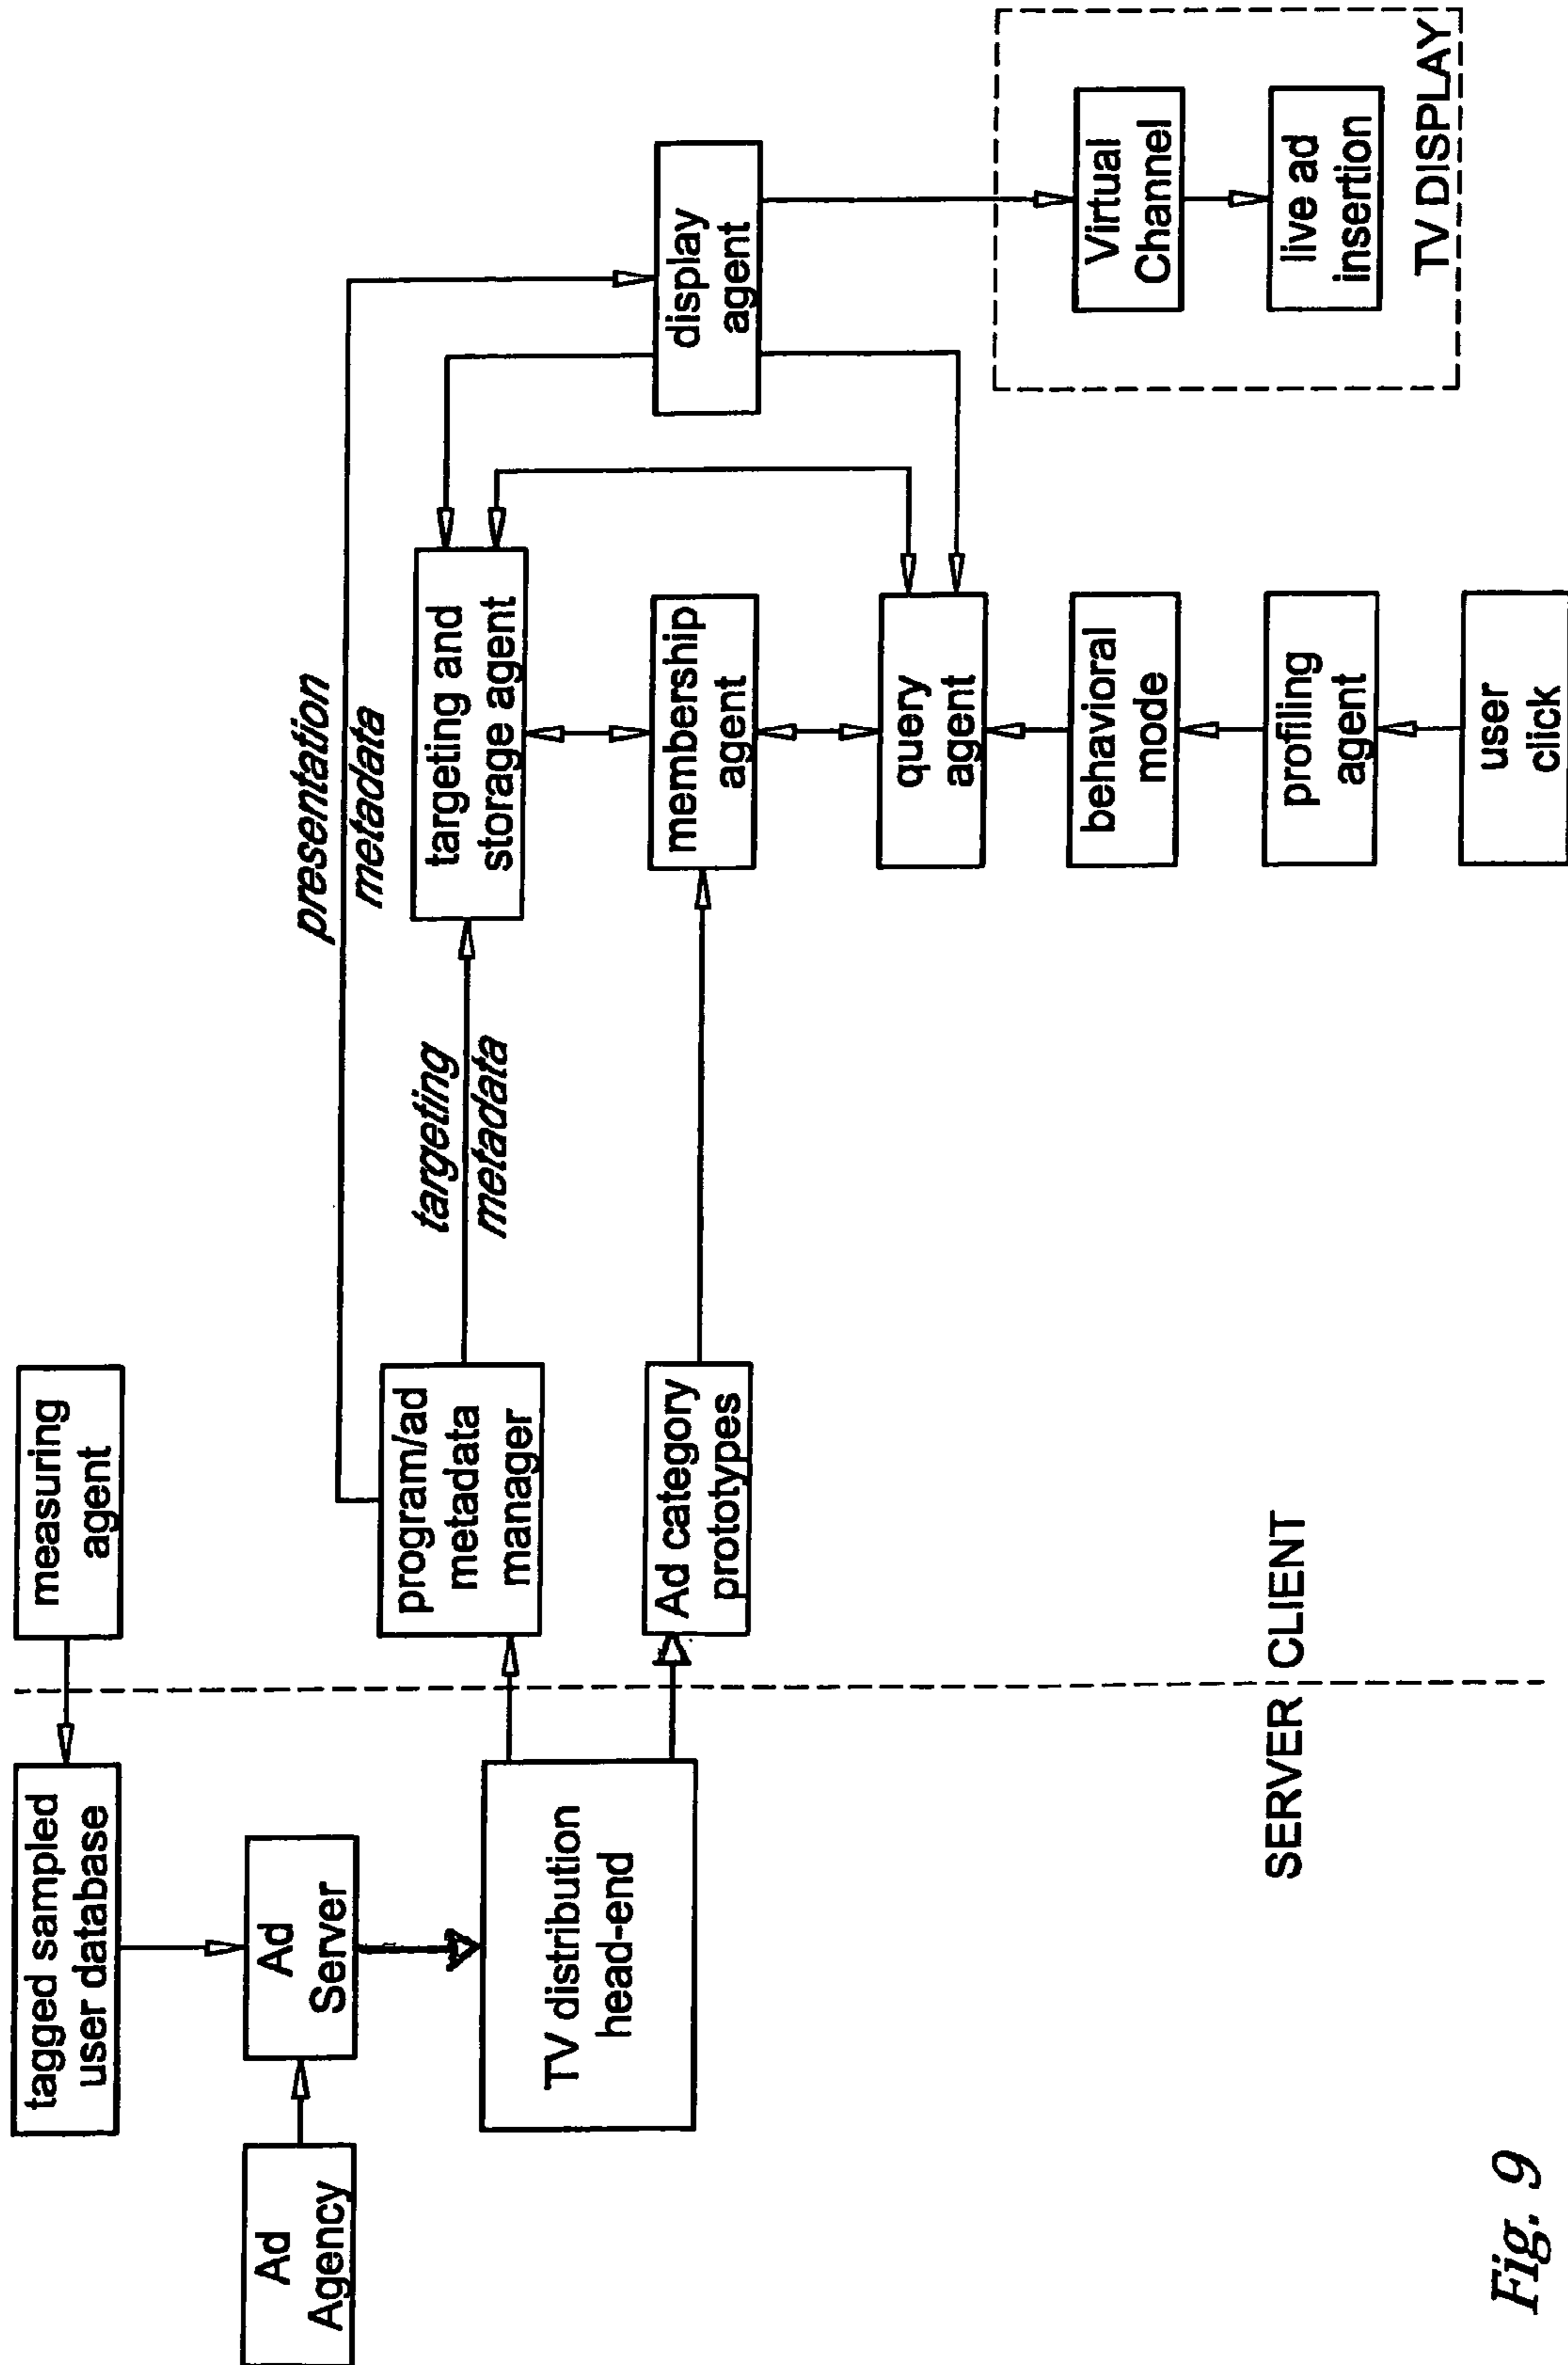 tagged sampled
user database
measuring
agent
Ad
Agency
Ad
Server
TV distribution
head-end
program/ad
metadata
manager
Ad category
prototypes
presentation
metadata
targeting
metadata
targeting and
storage agent
membership
agent
query
agent
behavioral
mode
profiling
agent
user
click
display
agent
Virtual
Channel
live ad
insertion
TV DISPLAY
SERVER
CLIENT
Fig. 9